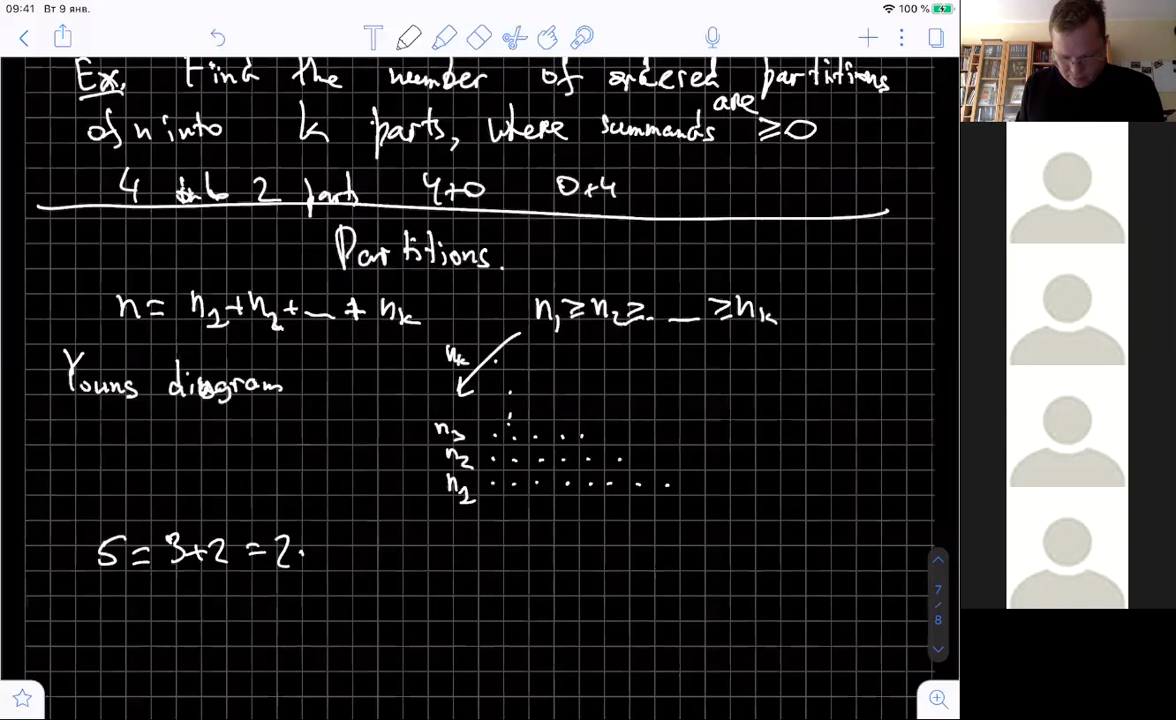 09:41 Вт 9 янв. 100 %
Ex. Find the number of ordered partitions
of n into k parts, where summands are ≥0
4 into 2 parts 4+0 0+4
Partitions.
n= n1+n2+ ... + nk n1≥n2≥. ... ≥nk
Young diagram
nk
n3
n2
n1
5=3+2=2.
7
/
8